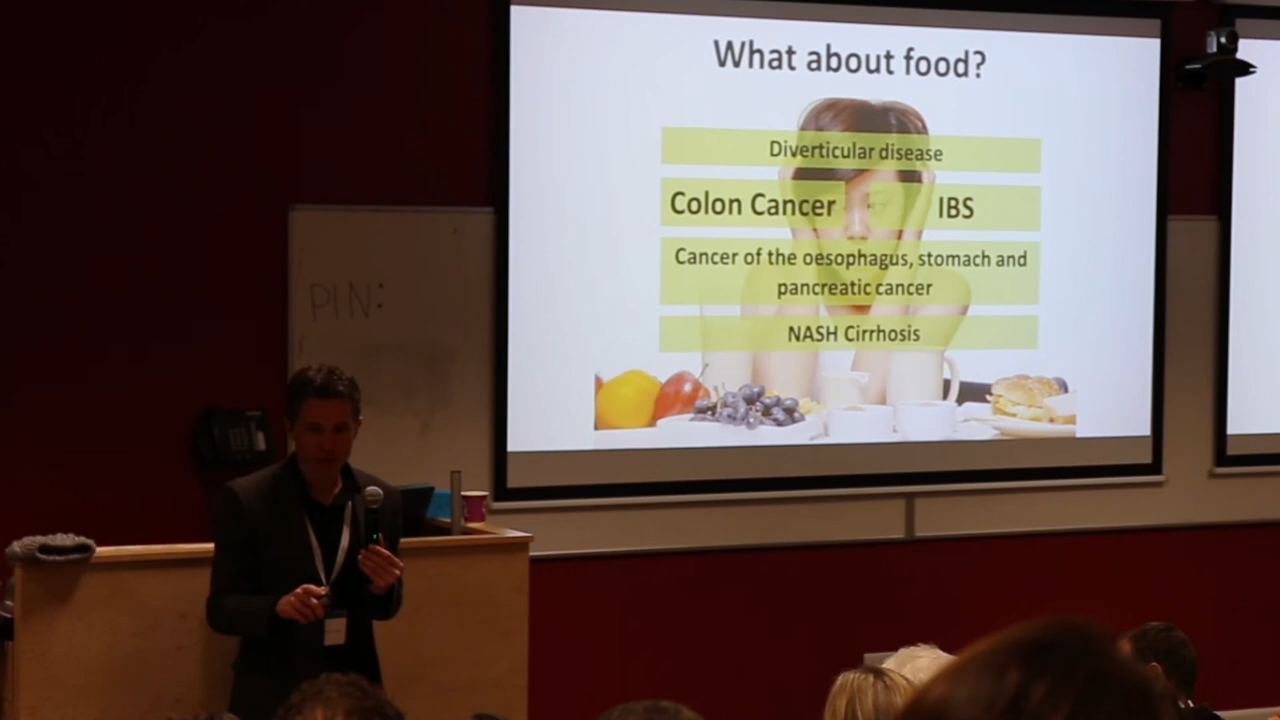 What about food?
Diverticular disease
Colon Cancer IBS
Cancer of the oesophagus, stomach and
pancreatic cancer
NASH Cirrhosis
PIN: